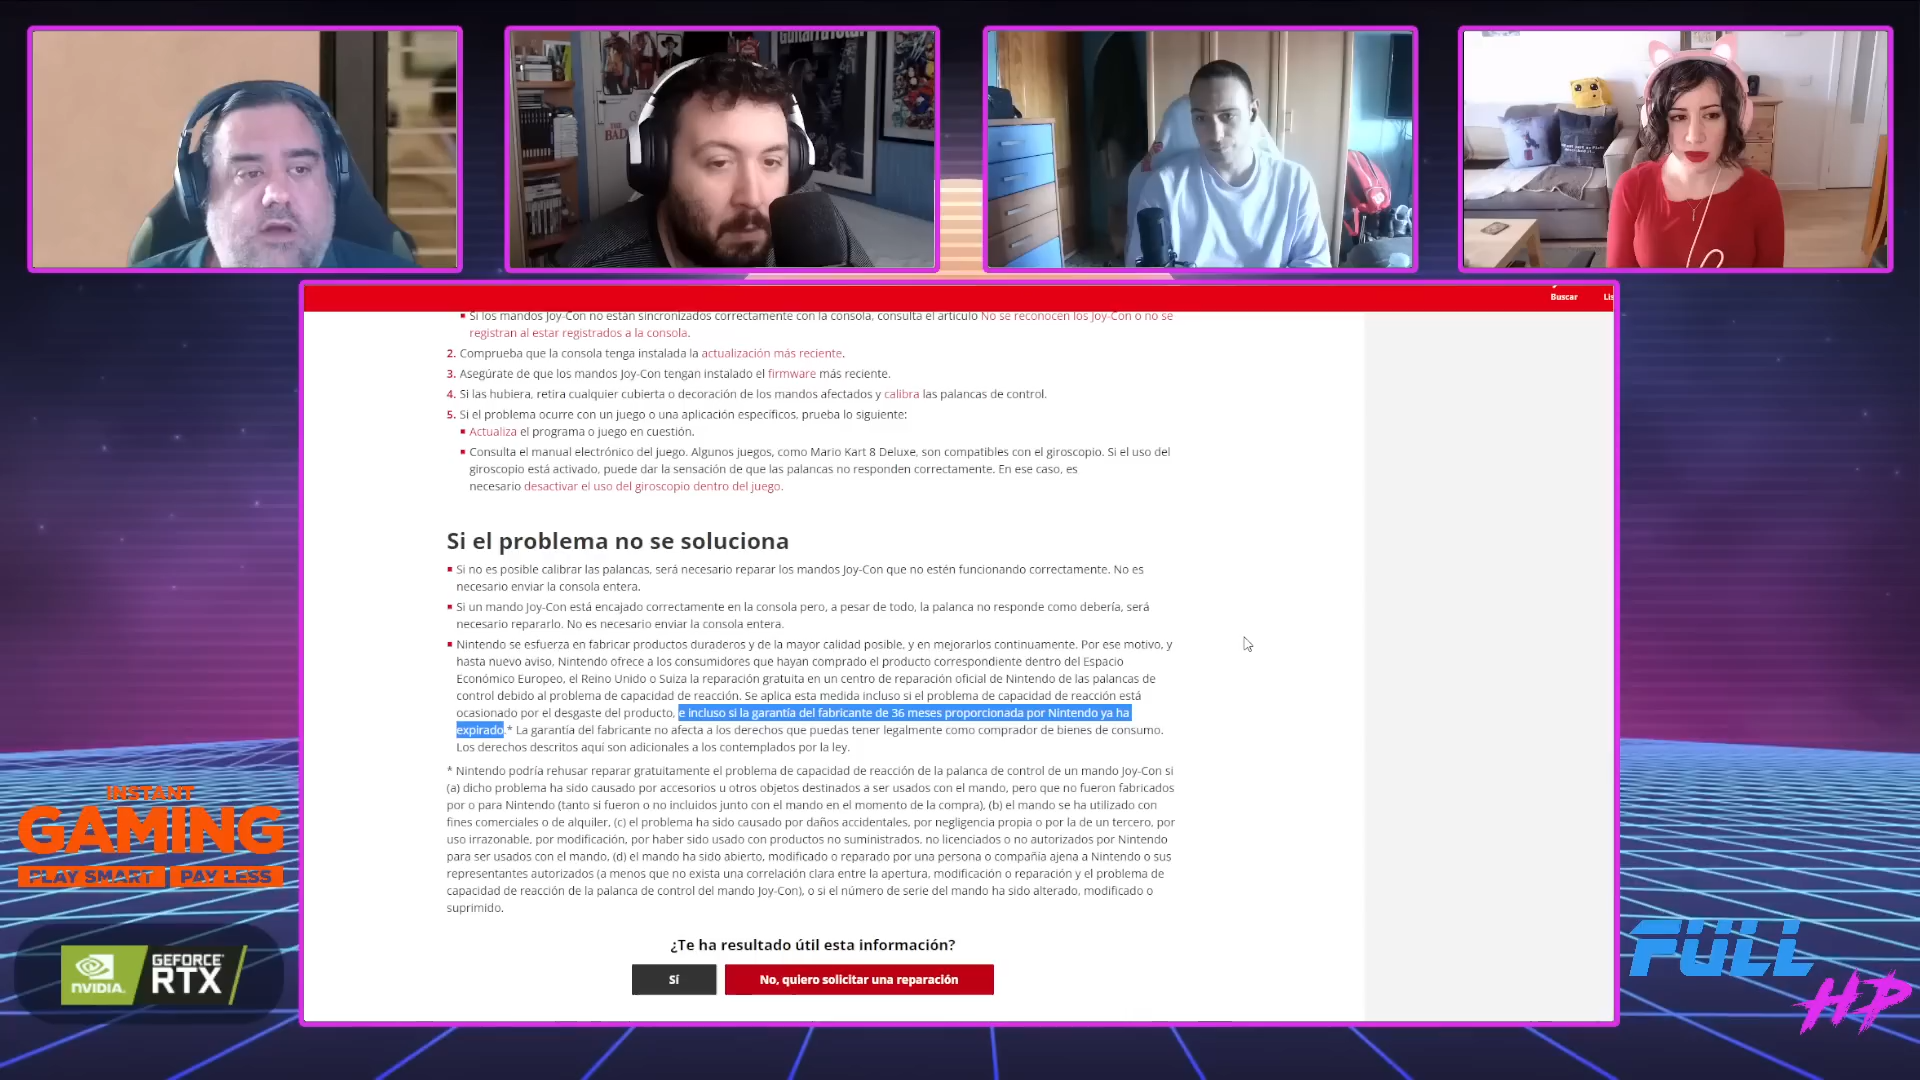 GuitarraTotal
THE
BAD
Buscar
Lis
Si los mandos Joy-Con no están sincronizados correctamente con la consola, consulta el artículo No se reconocen los Joy-Con o no se
registran al estar registrados a la consola.
2. Comprueba que la consola tenga instalada la actualización más reciente.
3. Asegúrate de que los mandos Joy-Con tengan instalado el firmware más reciente.
4. Si las hubiera, retira cualquier cubierta o decoración de los mandos afectados y calibra las palancas de control.
5. Si el problema ocurre con un juego o una aplicación específicos, prueba lo siguiente:
Actualiza el programa o juego en cuestión.
Consulta el manual electrónico del juego. Algunos juegos, como Mario Kart 8 Deluxe, son compatibles con el giroscopio. Si el uso del
giroscopio está activado, puede dar la sensación de que las palancas no responden correctamente. En ese caso, es
necesario desactivar el uso del giroscopio dentro del juego.
Si el problema no se soluciona
Si no es posible calibrar las palancas, será necesario reparar los mandos Joy-Con que no estén funcionando correctamente. No es
necesario enviar la consola entera.
Si un mando Joy-Con está encajado correctamente en la consola pero, a pesar de todo, la palanca no responde como debería, será
necesario repararlo. No es necesario enviar la consola entera.
Nintendo se esfuerza en fabricar productos duraderos y de la mayor calidad posible, y en mejorarlos continuamente. Por ese motivo, y
hasta nuevo aviso, Nintendo ofrece a los consumidores que hayan comprado el producto correspondiente dentro del Espacio
Económico Europeo, el Reino Unido o Suiza la reparación gratuita en un centro de reparación oficial de Nintendo de las palancas de
control debido al problema de capacidad de reacción. Se aplica esta medida incluso si el problema de capacidad de reacción está
ocasionado por el desgaste del producto, e incluso si la garantía del fabricante de 36 meses proporcionada por Nintendo ya ha
expirado.* La garantía del fabricante no afecta a los derechos que puedas tener legalmente como comprador de bienes de consumo.
Los derechos descritos aquí son adicionales a los contemplados por la ley.
* Nintendo podría rehusar reparar gratuitamente el problema de capacidad de reacción de la palanca de control de un mando Joy-Con si
(a) dicho problema ha sido causado por accesorios u otros objetos destinados a ser usados con el mando, pero que no fueron fabricados
por o para Nintendo (tanto si fueron o no incluidos junto con el mando en el momento de la compra), (b) el mando se ha utilizado con
fines comerciales o de alquiler, (c) el problema ha sido causado por daños accidentales, por negligencia propia o por la de un tercero, por
uso irrazonable, por modificación, por haber sido usado con productos no suministrados, no licenciados o no autorizados por Nintendo
para ser usados con el mando, (d) el mando ha sido abierto, modificado o reparado por una persona o compañía ajena a Nintendo o sus
representantes autorizados (a menos que no exista una correlación clara entre la apertura, modificación o reparación y el problema de
capacidad de reacción de la palanca de control del mando Joy-Con), o si el número de serie del mando ha sido alterado, modificado o
suprimido.
¿Te ha resultado útil esta información?
Sí
No, quiero solicitar una reparación
INSTANT
GAMING
PLAY SMART PAY LESS
NVIDIA.
GEFORCE
RTX
FULL
HP